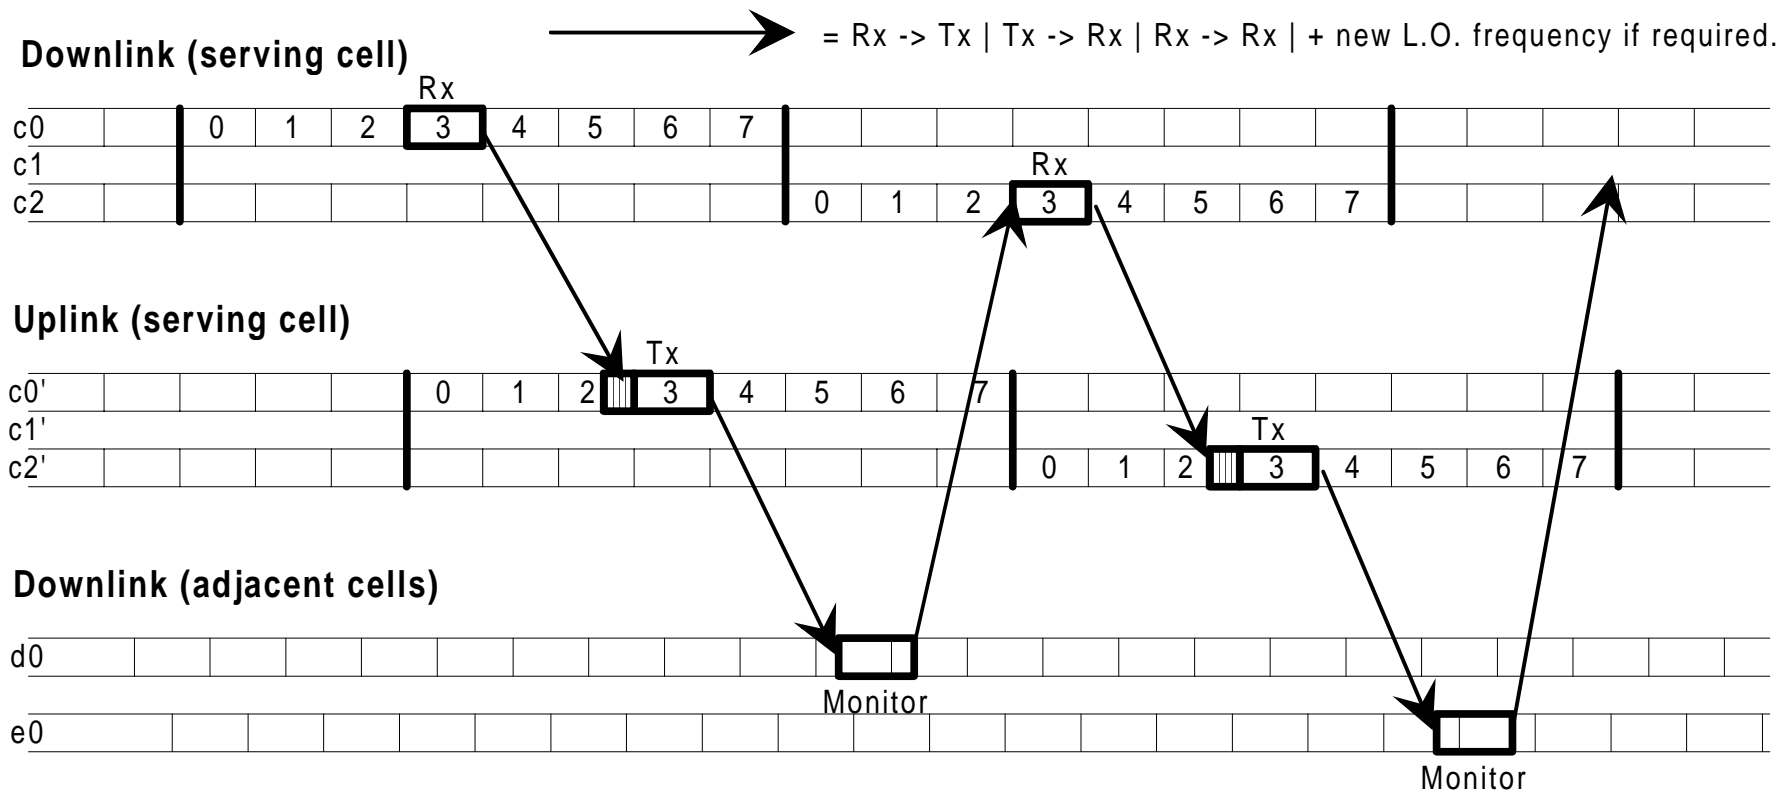 = Rx -> Tx | Tx -> Rx | Rx -> Rx | + new L.O. frequency if required.
Downlink (serving cell)
Rx
c0 0 1 2 3 4 5 6 7
c1 Rx
c2 0 1 2 3 4 5 6 7
Uplink (serving cell)
Tx
c0' 0 1 2 3 4 5 6 7
c1' Tx
c2' 0 1 2 3 4 5 6 7
Downlink (adjacent cells)
d0
Monitor
e0
Monitor